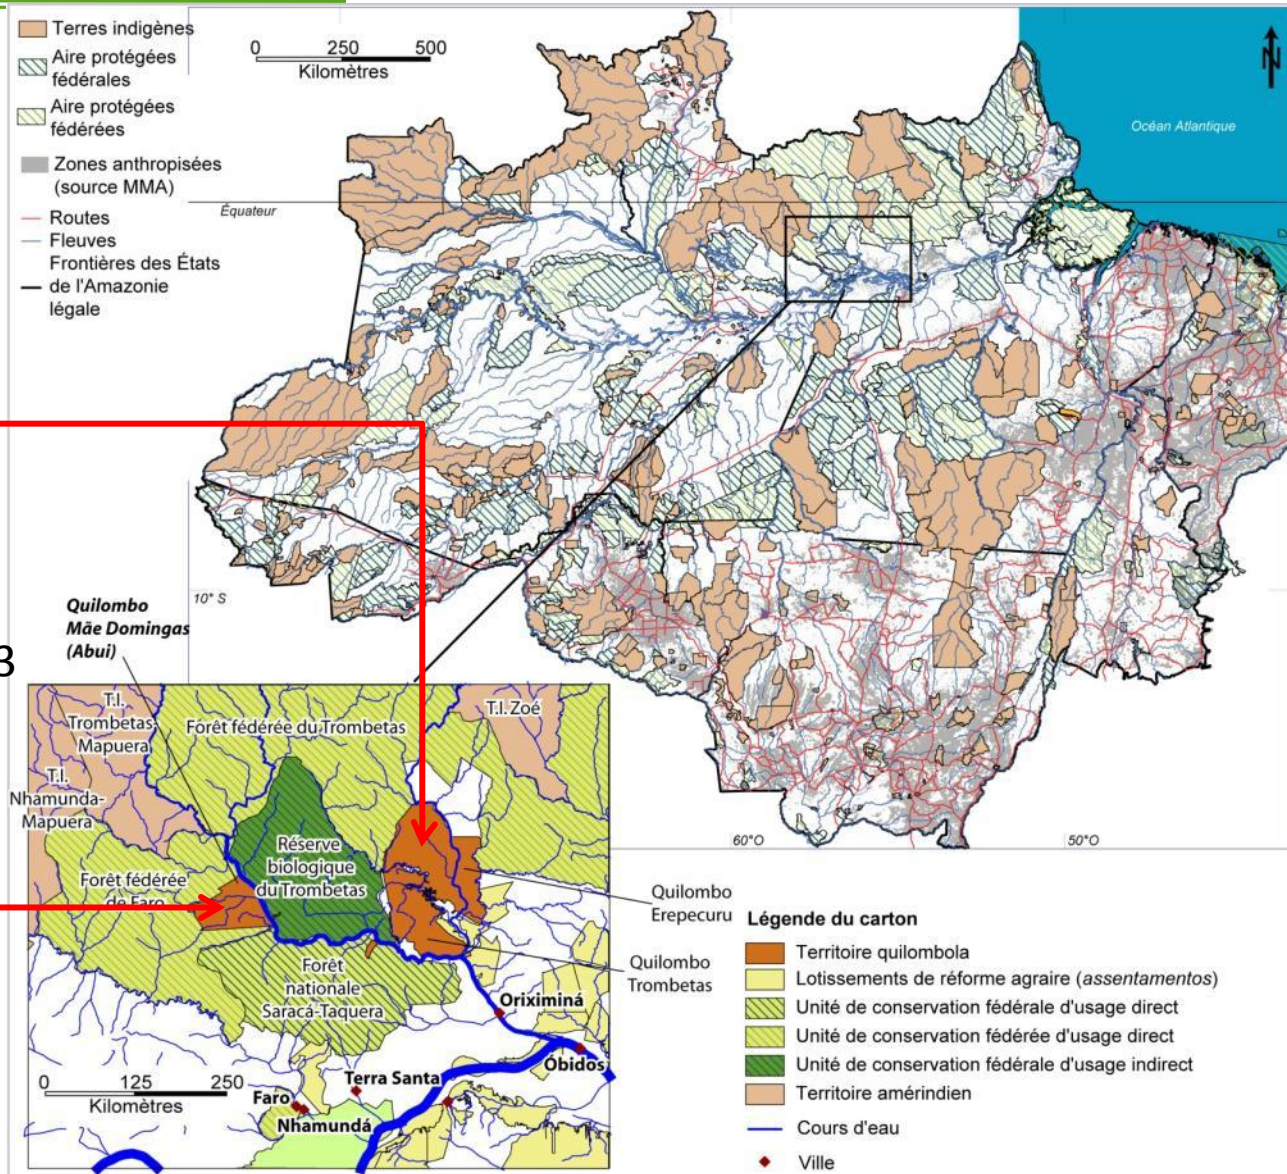 Terres indigènes
Aire protégées
fédérales
Aire protégées
fédérées
Zones anthropisées
(source MMA)
Routes
Fleuves
Frontières des États
de l'Amazonie
légale
0 250 500
Kilomètres
N
Océan Atlantique
Équateur
10° S
60°O
50°O
3
Quilombo
Mãe Domingas
(Abui)
T.I.
Trombetas-
Mapuera
T.I.
Nhamunda-
Mapuera
Forêt fédérée du Trombetas
T.I. Zoé
Réserve
biologique
du Trombetas
Forêt fédérée
de Faro
Forêt
nationale
Saracá-Taquera
Quilombo
Erepecuru
Quilombo
Trombetas
Oriximiná
Óbidos
Terra Santa
Faro
Nhamundá
0 125 250
Kilomètres
Légende du carton
Territoire quilombola
Lotissements de réforme agraire (assentamentos)
Unité de conservation fédérale d'usage direct
Unité de conservation fédérée d'usage direct
Unité de conservation fédérale d'usage indirect
Territoire amérindien
Cours d'eau
Ville